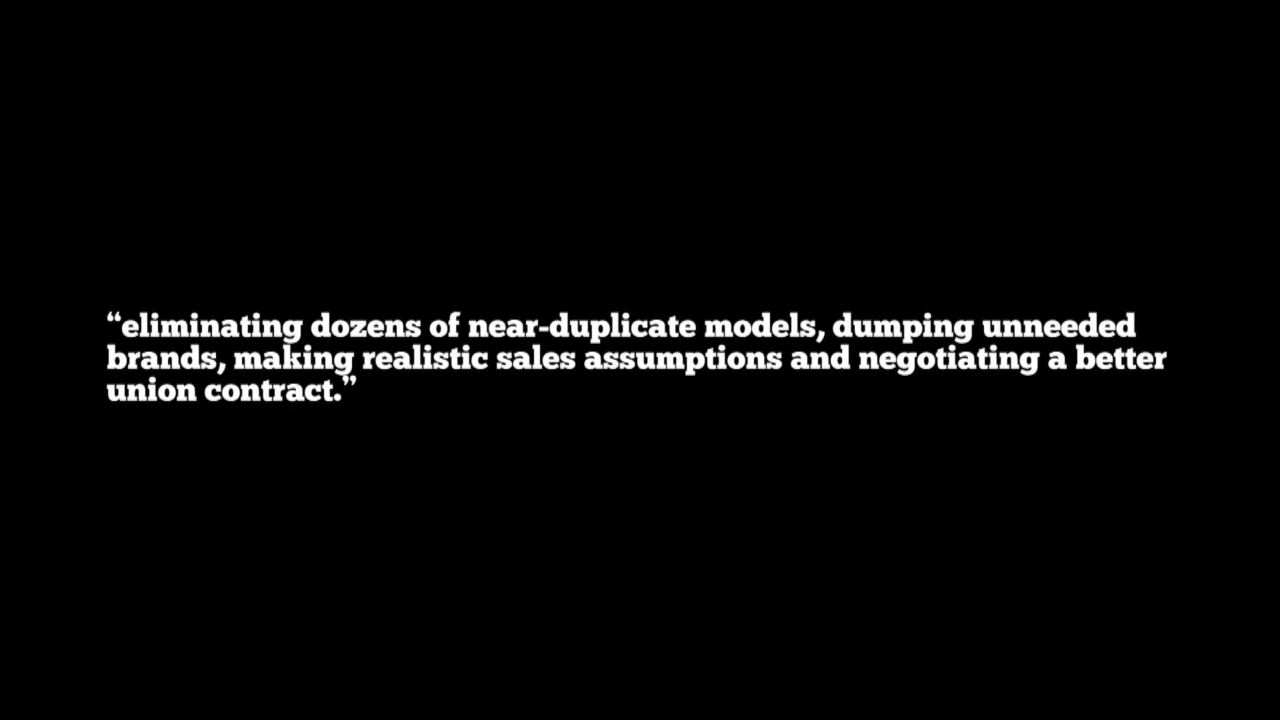 “eliminating dozens of near-duplicate models, dumping unneeded
brands, making realistic sales assumptions and negotiating a better
union contract.”